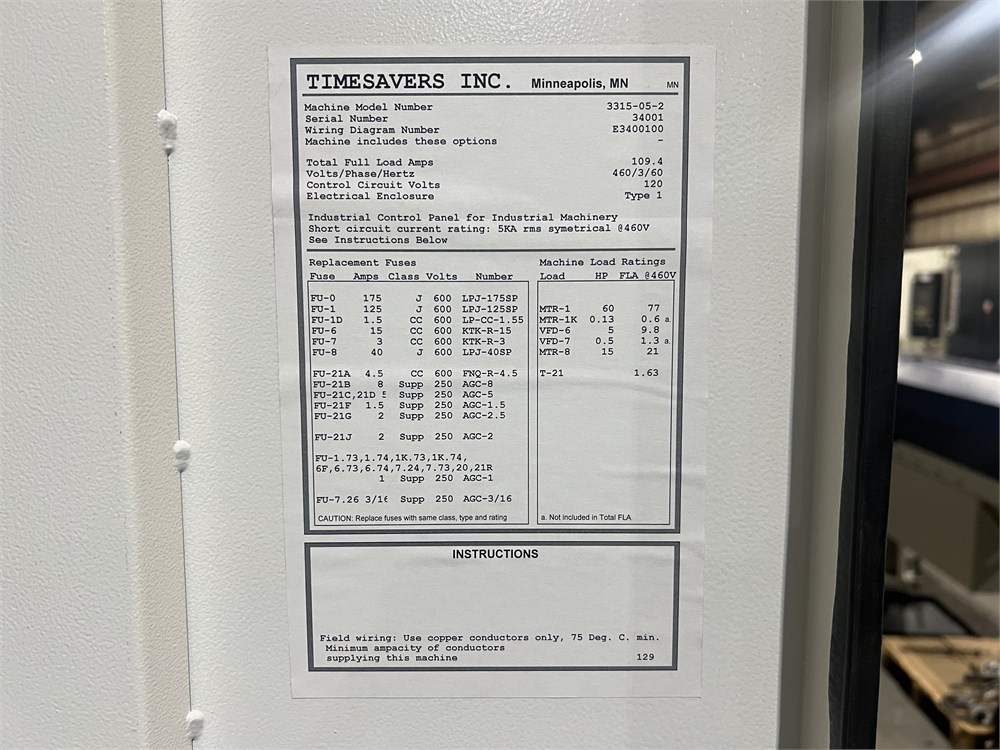 TIMESAVERS INC. Minneapolis, MN MN
Machine Model Number 3315-05-2
Serial Number 34001
Wiring Diagram Number E3400100
Machine includes these options -
Total Full Load Amps 109.4
Volts/Phase/Hertz 460/3/60
Control Circuit Volts 120
Electrical Enclosure Type 1
Industrial Control Panel for Industrial Machinery
Short circuit current rating: 5KA rms symetrical @460V
See Instructions Below
Replacement Fuses
Fuse Amps Class Volts Number
FU-0 175 J 600 LPJ-175SP
FU-1 125 J 600 LPJ-125SP
FU-1D 1.5 CC 600 LP-CC-1.55
FU-6 15 CC 600 KTK-R-15
FU-7 3 CC 600 KTK-R-3
FU-8 40 J 600 LPJ-40SP
FU-21A 4.5 CC 600 FNQ-R-4.5
FU-21B 8 Supp 250 AGC-8
FU-21C,21D 5 Supp 250 AGC-5
FU-21F 1.5 Supp 250 AGC-1.5
FU-21G 2 Supp 250 AGC-2.5
FU-21J 2 Supp 250 AGC-2
FU-1.73,1.74,1K.73,1K.74,
6F,6.73,6.74,7.24,7.73,20,21R
1 Supp 250 AGC-1
FU-7.26 3/16 Supp 250 AGC-3/16
CAUTION: Replace fuses with same class, type and rating
Machine Load Ratings
Load HP FLA @460V
MTR-1 60 77
MTR-1K 0.13 0.6 a.
VFD-6 5 9.8
VFD-7 0.5 1.3 a.
MTR-8 15 21
T-21 1.63
a. Not included in Total FLA
INSTRUCTIONS
Field wiring: Use copper conductors only, 75 Deg. C. min.
Minimum ampacity of conductors
supplying this machine 129